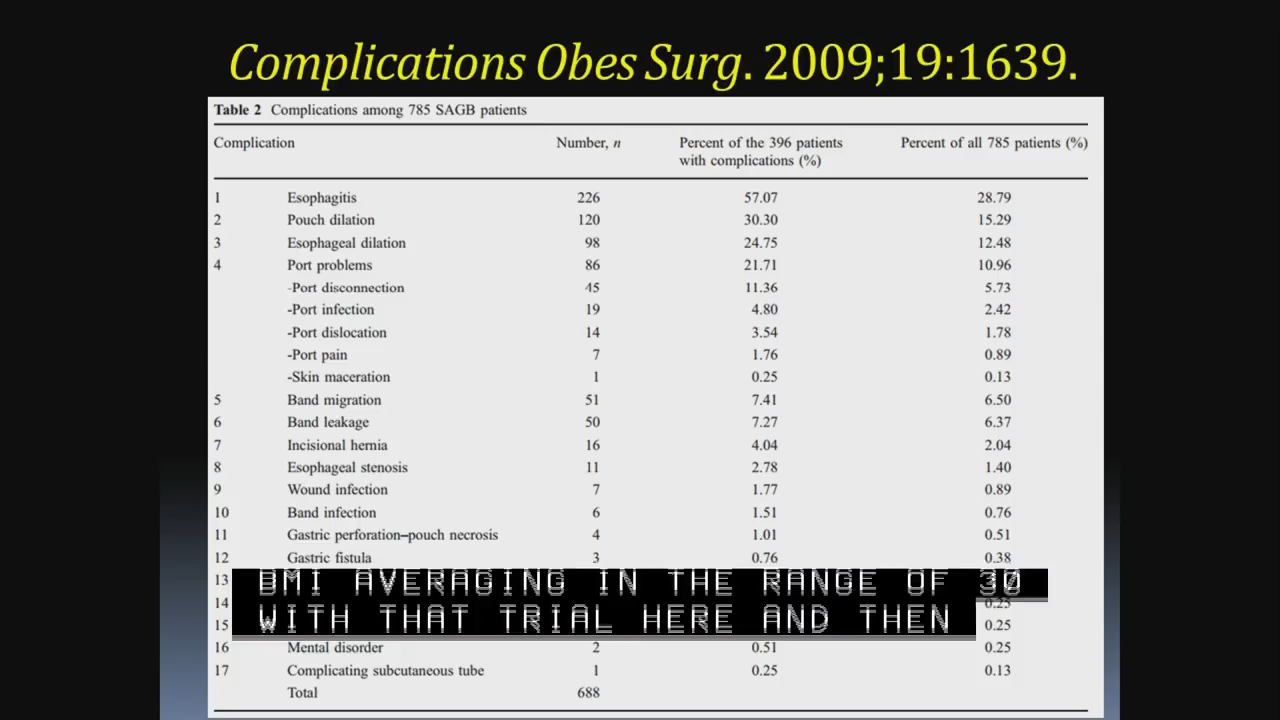 Complications Obes Surg. 2009;19:1639.
Table 2 Complications among 785 SAGB patients
Complication Number, n Percent of the 396 patients with complications (%) Percent of all 785 patients (%)
1 Esophagitis 226 57.07 28.79
2 Pouch dilation 120 30.30 15.29
3 Esophageal dilation 98 24.75 12.48
4 Port problems 86 21.71 10.96
-Port disconnection 45 11.36 5.73
-Port infection 19 4.80 2.42
-Port dislocation 14 3.54 1.78
-Port pain 7 1.76 0.89
-Skin maceration 1 0.25 0.13
5 Band migration 51 7.41 6.50
6 Band leakage 50 7.27 6.37
7 Incisional hernia 16 4.04 2.04
8 Esophageal stenosis 11 2.78 1.40
9 Wound infection 7 1.77 0.89
10 Band infection 6 1.51 0.76
11 Gastric perforation–pouch necrosis 4 1.01 0.51
12 Gastric fistula 3 0.76 0.38
13
BMI AVERAGING IN THE RANGE OF 30
14 0.25
WITH THAT TRIAL HERE AND THEN
15 0.25
16 Mental disorder 2 0.51 0.25
17 Complicating subcutaneous tube 1 0.25 0.13
Total 688